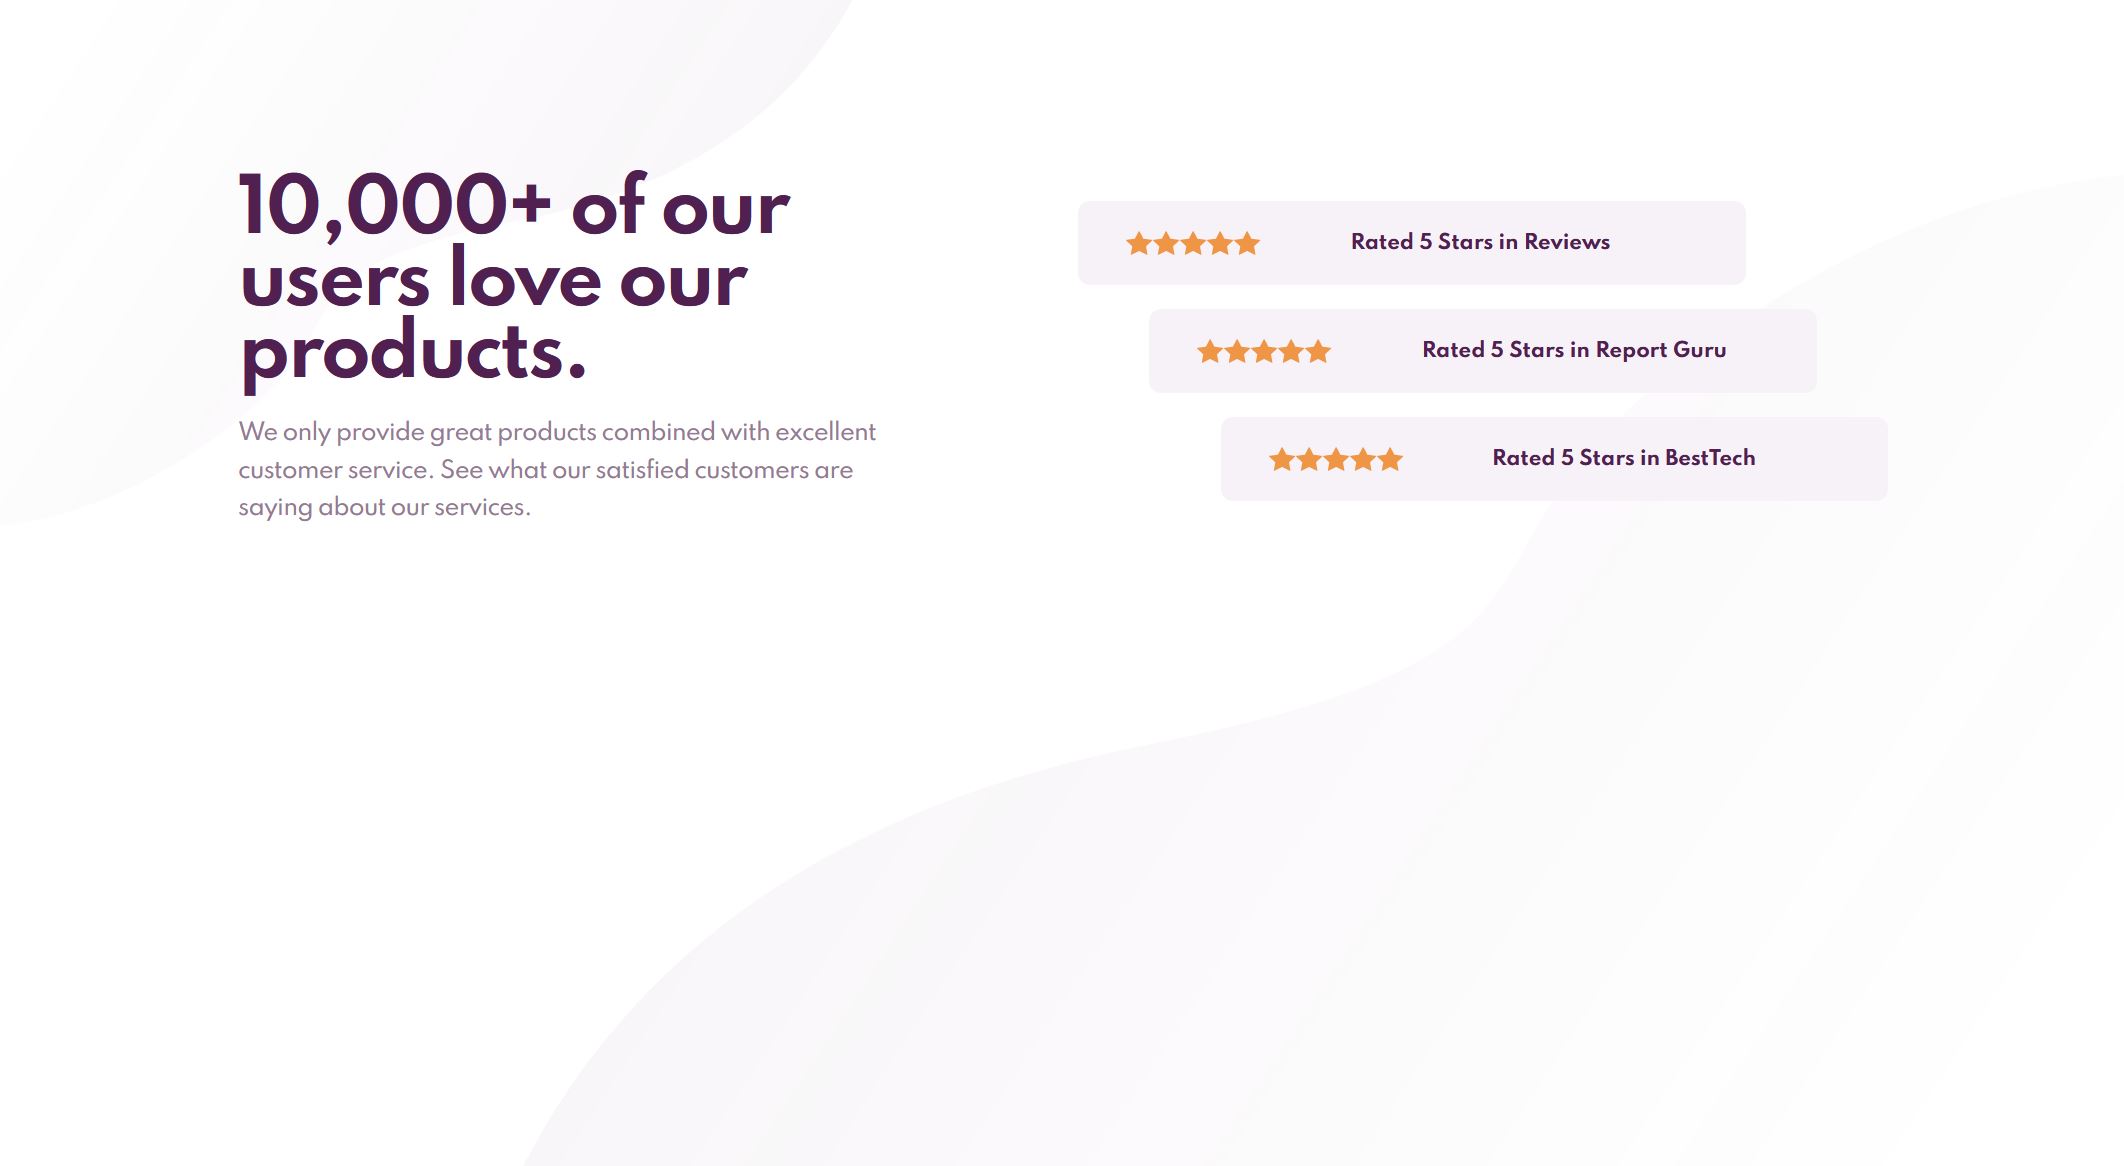 10,000+ of our
users love our
products.
We only provide great products combined with excellent
customer service. See what our satisfied customers are
saying about our services.
Rated 5 Stars in Reviews
Rated 5 Stars in Report Guru
Rated 5 Stars in BestTech